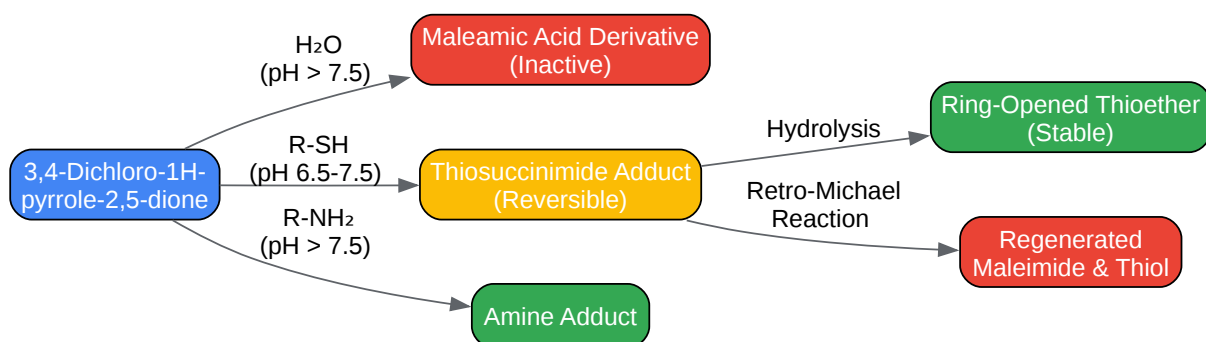 3,4-Dichloro-1H-
pyrrole-2,5-dione
H₂O
(pH > 7.5)
Maleamic Acid Derivative
(Inactive)
R-SH
(pH 6.5-7.5)
Thiosuccinimide Adduct
(Reversible)
R-NH₂
(pH > 7.5)
Amine Adduct
Hydrolysis
Ring-Opened Thioether
(Stable)
Retro-Michael
Reaction
Regenerated
Maleimide & Thiol